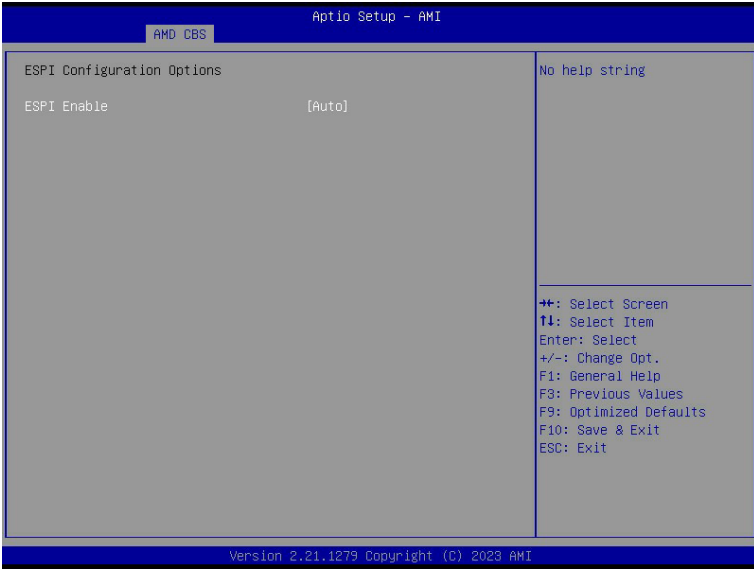 Aptio Setup – AMI
AMD CBS
ESPI Configuration Options
ESPI Enable [Auto]
No help string
→←: Select Screen
↑↓: Select Item
Enter: Select
+/-: Change Opt.
F1: General Help
F3: Previous Values
F9: Optimized Defaults
F10: Save & Exit
ESC: Exit
Version 2.21.1279 Copyright (C) 2023 AMI